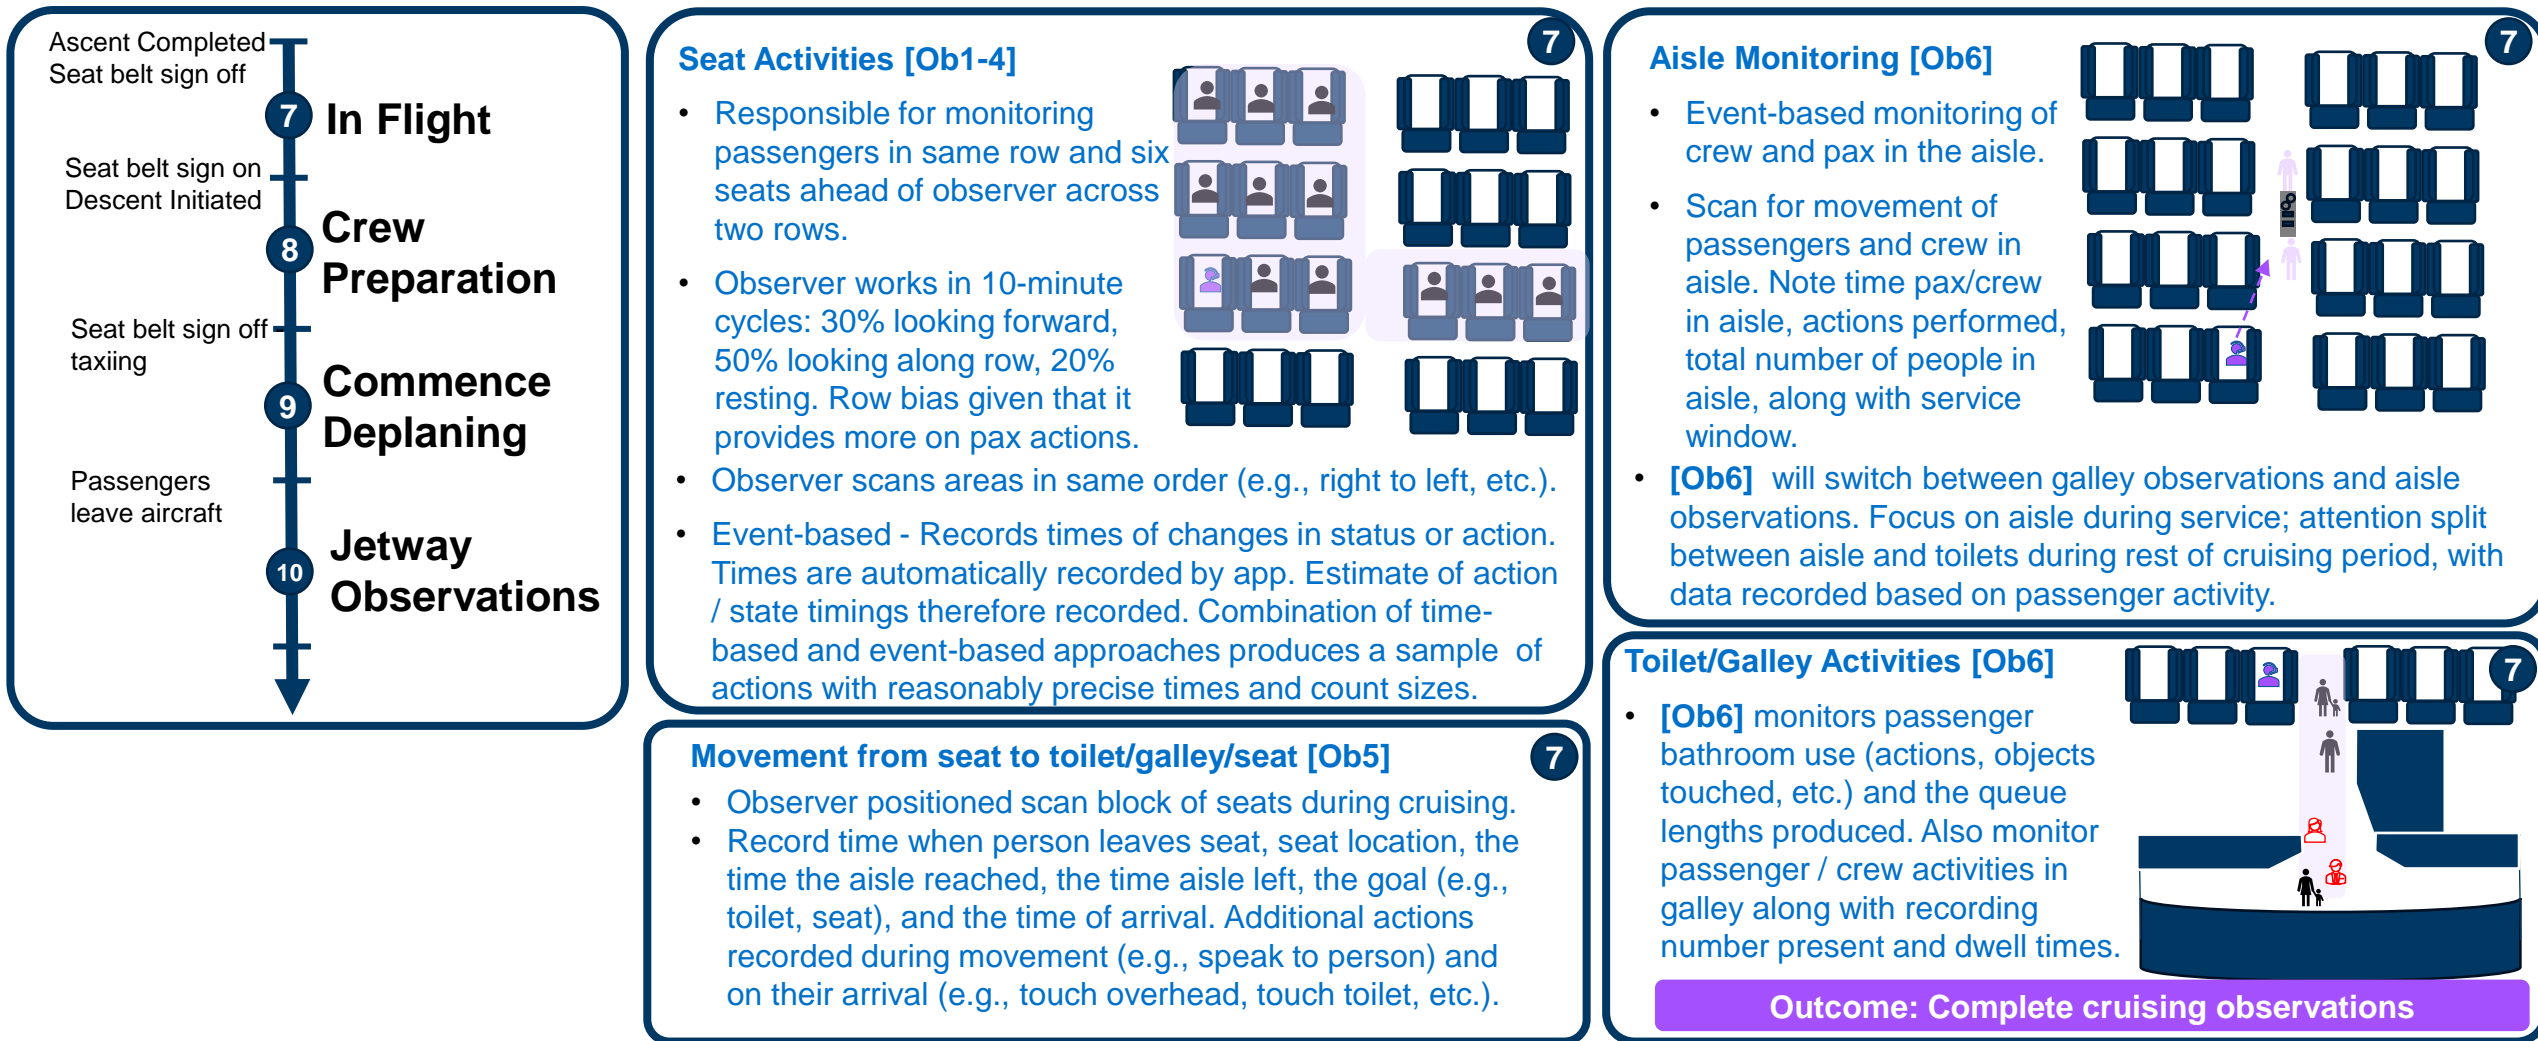 Ascent Completed
Seat belt sign off
7
In Flight
Seat belt sign on
Descent Initiated
8
Crew
Preparation
Seat belt sign off
taxiing
9
Commence
Deplaning
Passengers
leave aircraft
10
Jetway
Observations
7
Seat Activities [Ob1-4]
• Responsible for monitoring
passengers in same row and six
seats ahead of observer across
two rows.
• Observer works in 10-minute
cycles: 30% looking forward,
50% looking along row, 20%
resting. Row bias given that it
provides more on pax actions.
• Observer scans areas in same order (e.g., right to left, etc.).
• Event-based - Records times of changes in status or action.
Times are automatically recorded by app. Estimate of action
/ state timings therefore recorded. Combination of time-
based and event-based approaches produces a sample of
actions with reasonably precise times and count sizes.
Movement from seat to toilet/galley/seat [Ob5]
7
• Observer positioned scan block of seats during cruising.
• Record time when person leaves seat, seat location, the
time the aisle reached, the time aisle left, the goal (e.g.,
toilet, seat), and the time of arrival. Additional actions
recorded during movement (e.g., speak to person) and
on their arrival (e.g., touch overhead, touch toilet, etc.).
7
Aisle Monitoring [Ob6]
• Event-based monitoring of
crew and pax in the aisle.
• Scan for movement of
passengers and crew in
aisle. Note time pax/crew
in aisle, actions performed,
total number of people in
aisle, along with service
window.
• [Ob6] will switch between galley observations and aisle
observations. Focus on aisle during service; attention split
between aisle and toilets during rest of cruising period, with
data recorded based on passenger activity.
Toilet/Galley Activities [Ob6]
7
• [Ob6] monitors passenger
bathroom use (actions, objects
touched, etc.) and the queue
lengths produced. Also monitor
passenger / crew activities in
galley along with recording
number present and dwell times.
Outcome: Complete cruising observations